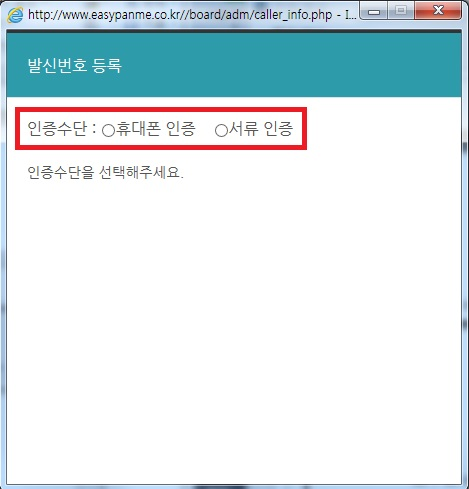 http://www.easypanme.co.kr//board/adm/caller_info.php - I...
발신번호 등록
인증수단 : ○휴대폰 인증 ○서류 인증
인증수단을 선택해주세요.